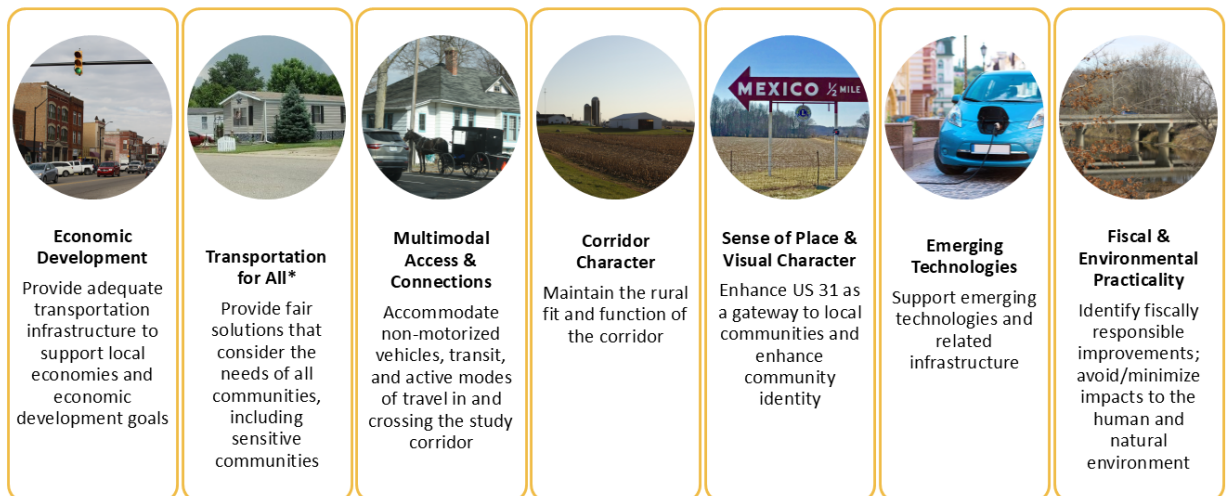 Economic
Development
Provide adequate
transportation
infrastructure to
support local
economies and
economic
development goals
Transportation
for All*
Provide fair
solutions that
consider the
needs of all
communities,
including
sensitive
communities
Multimodal
Access &
Connections
Accommodate
non-motorized
vehicles, transit,
and active modes
of travel in and
crossing the study
corridor
Corridor
Character
Maintain the rural
fit and function of
the corridor
MEXICO ½ MILE
Sense of Place &
Visual Character
Enhance US 31 as
a gateway to local
communities and
enhance
community
identity
Emerging
Technologies
Support emerging
technologies and
related
infrastructure
Fiscal &
Environmental
Practicality
Identify fiscally
responsible
improvements;
avoid/minimize
impacts to the
human and
natural
environment